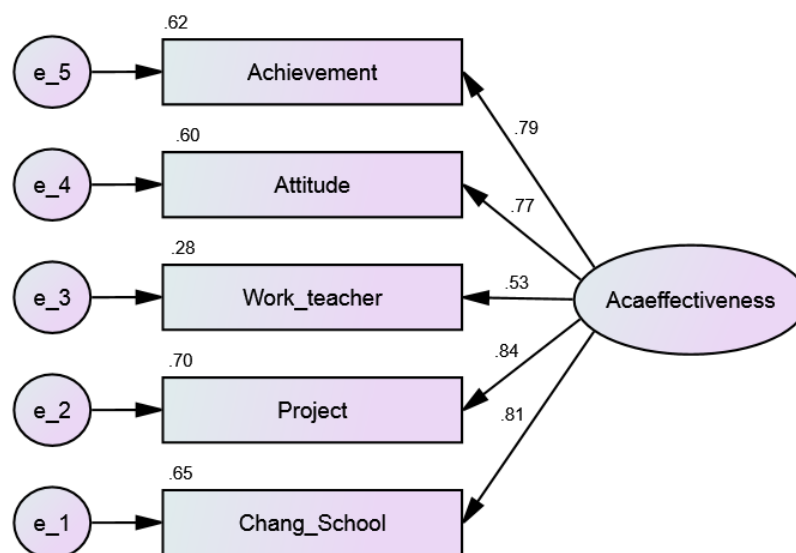 .62
e_5
Achievement
.79
.60
e_4
Attitude
.77
.28
e_3
Work_teacher
.53
Acaeffectiveness
.70
e_2
Project
.84
.65
e_1
Chang_School
.81